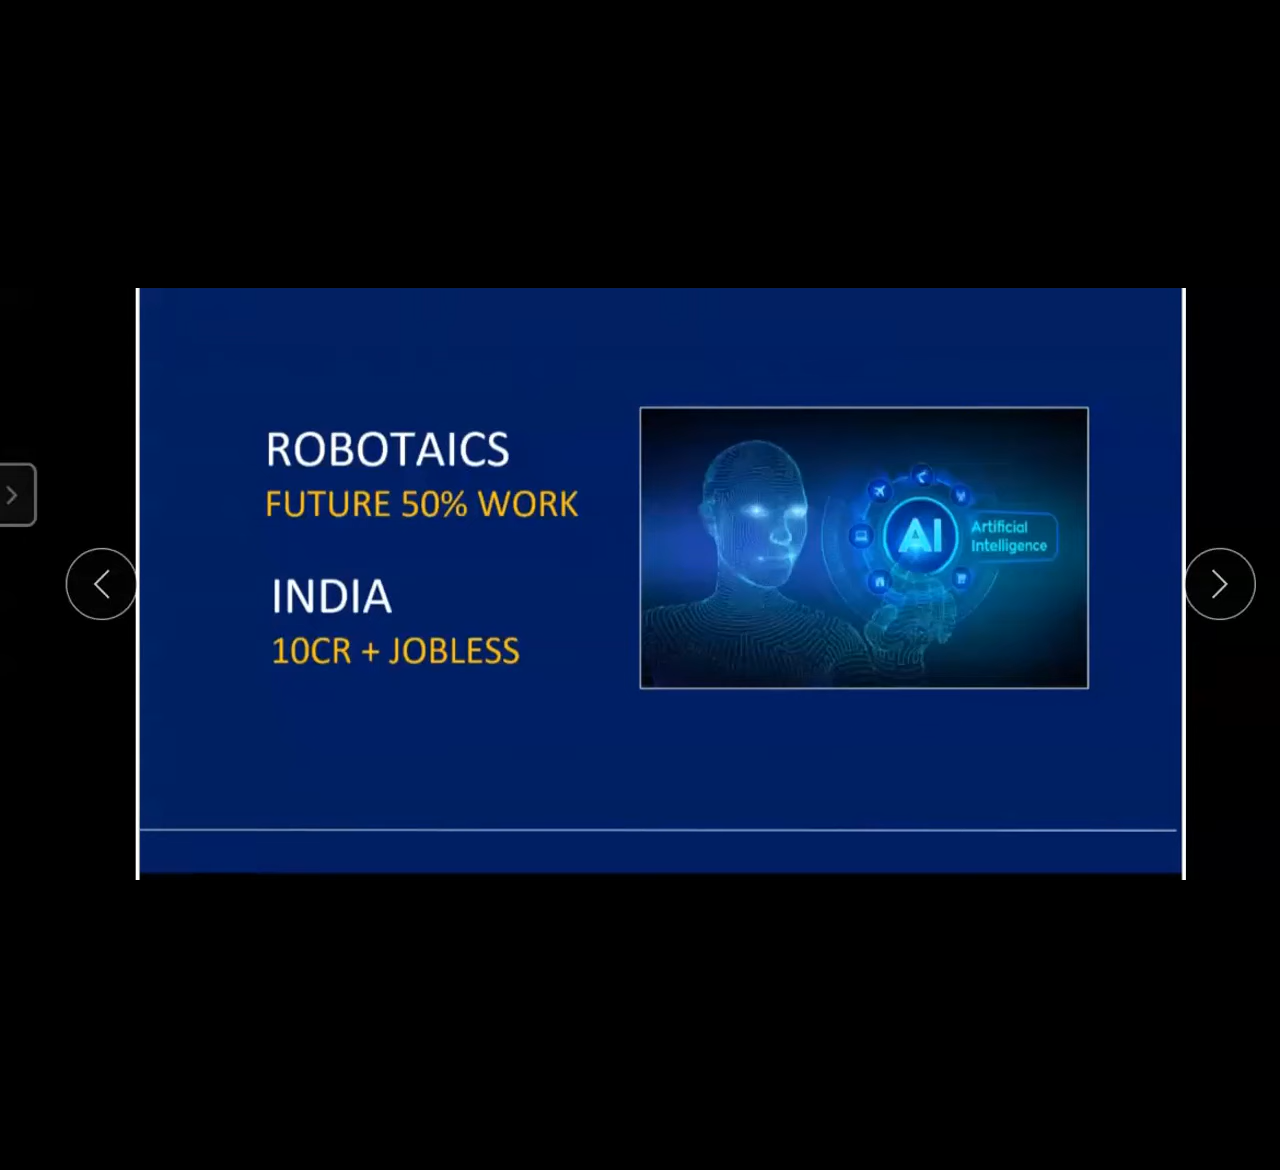 ROBOTAICS
FUTURE 50% WORK
INDIA
10CR + JOBLESS
AI
Artificial
Intelligence